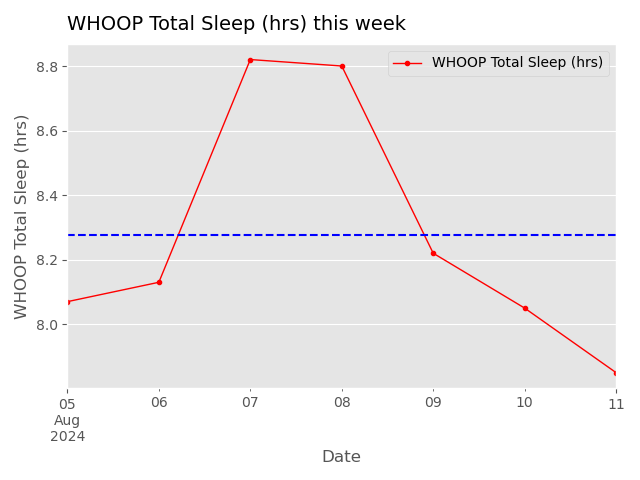 WHOOP Total Sleep (hrs) this week
WHOOP Total Sleep (hrs)
WHOOP Total Sleep (hrs)
8.8
8.6
8.4
8.2
8.0
05 06 07 08 09 10 11
Aug
2024
Date